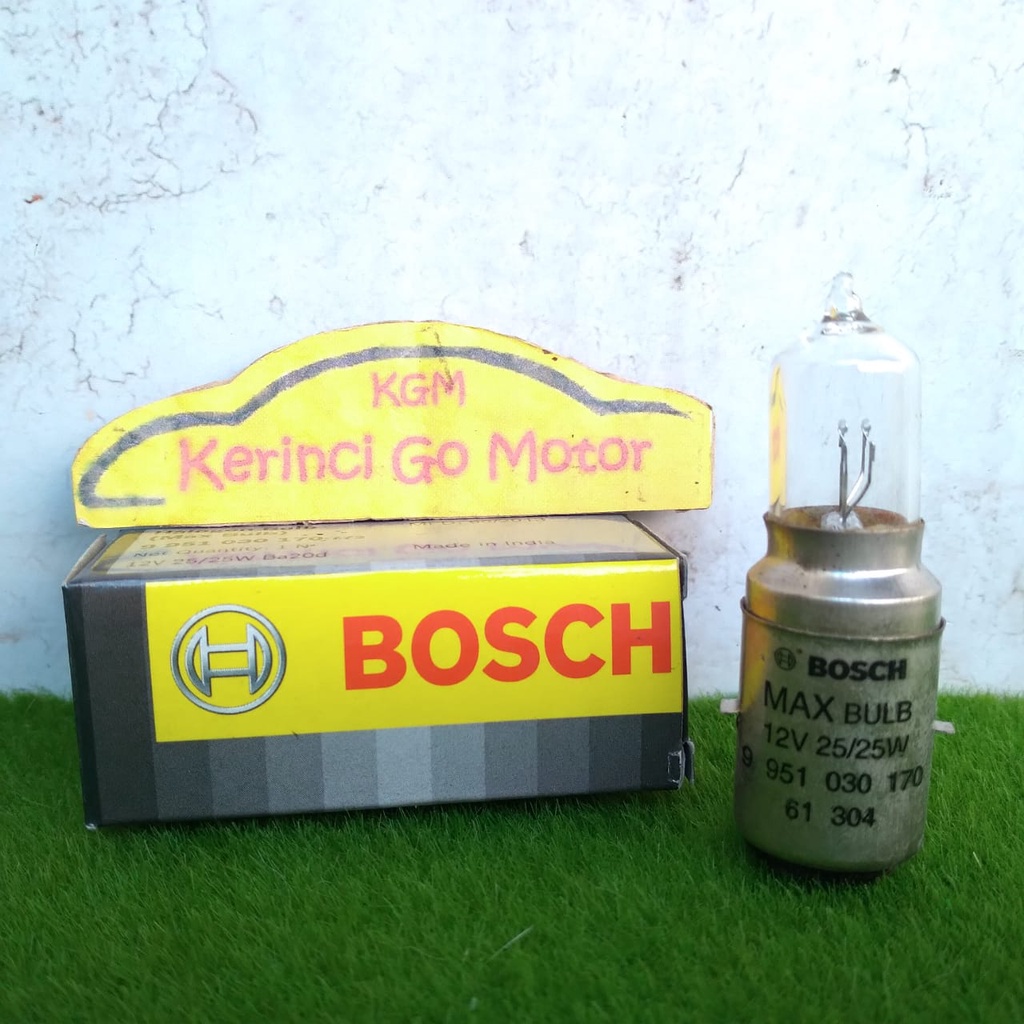 KGM
Kerinci Go Motor
Made in India
12V 25/25W Ba20d
BOSCH
BOSCH
MAX BULB
12V 25/25W
9 951 030 170
61 304